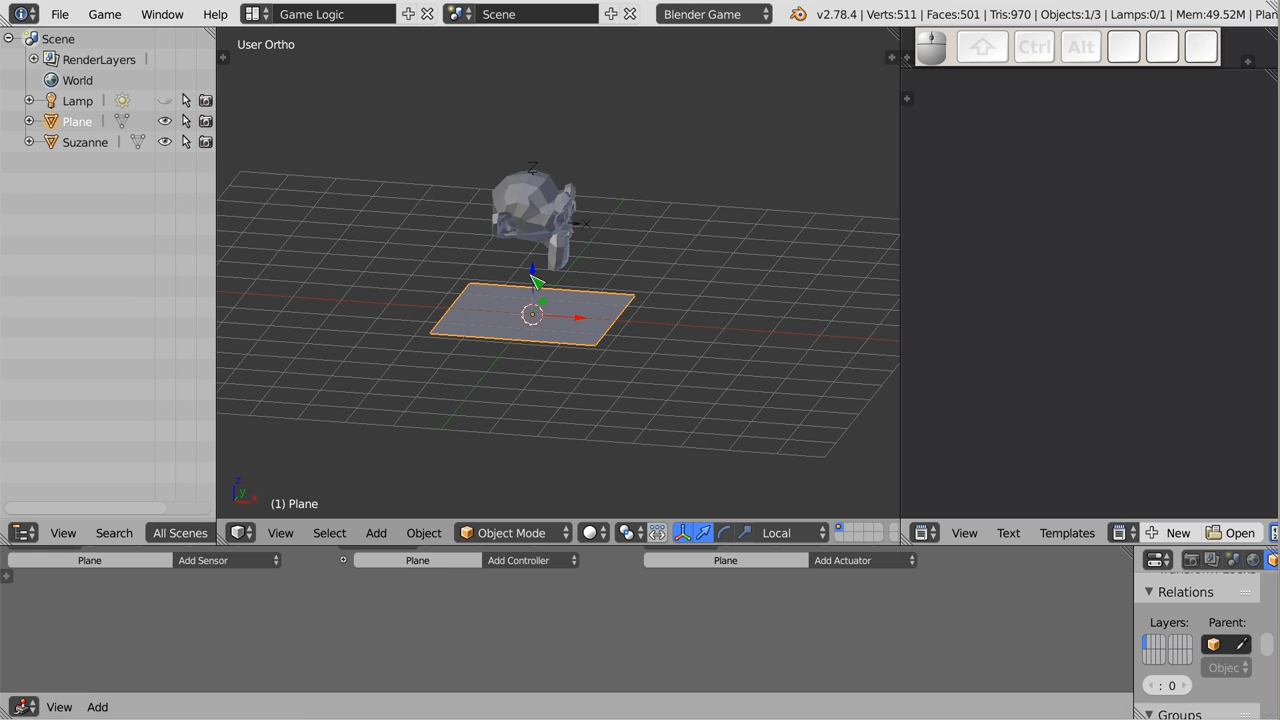 File Game Window Help Game Logic Scene Blender Game v2.78.4 | Verts:511 | Faces:501 | Tris:970 | Objects:1/3 | Lamps:0/1 | Mem:49.52M | Plan
Scene
RenderLayers
World
Lamp
Plane
Suzanne
User Ortho
Ctrl Alt
Z
X
z
y
x
(1) Plane
View Search All Scenes
View Select Add Object Object Mode Local
View Text Templates New Open
Plane Add Sensor Plane Add Controller Plane Add Actuator
Relations
Layers: Parent:
Objec
: 0
Groups
View Add